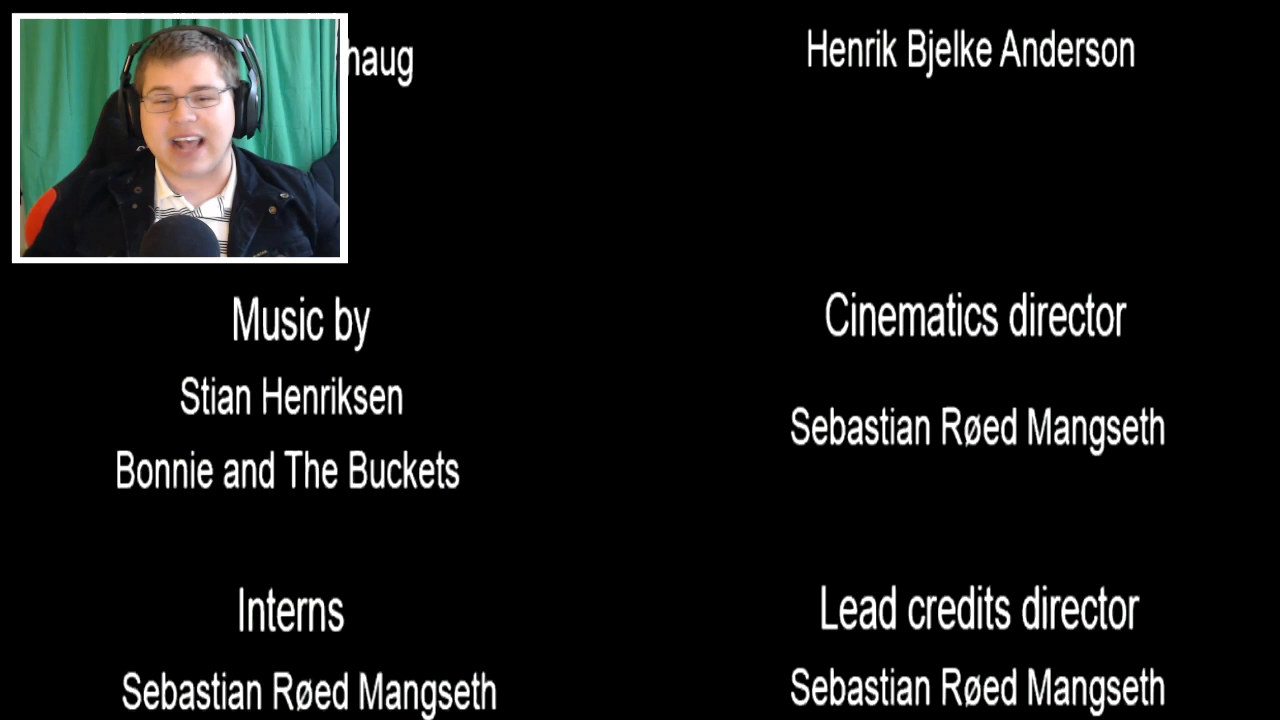 haug
Henrik Bjelke Anderson
Music by
Stian Henriksen
Bonnie and The Buckets
Cinematics director
Sebastian Røed Mangseth
Interns
Sebastian Røed Mangseth
Lead credits director
Sebastian Røed Mangseth